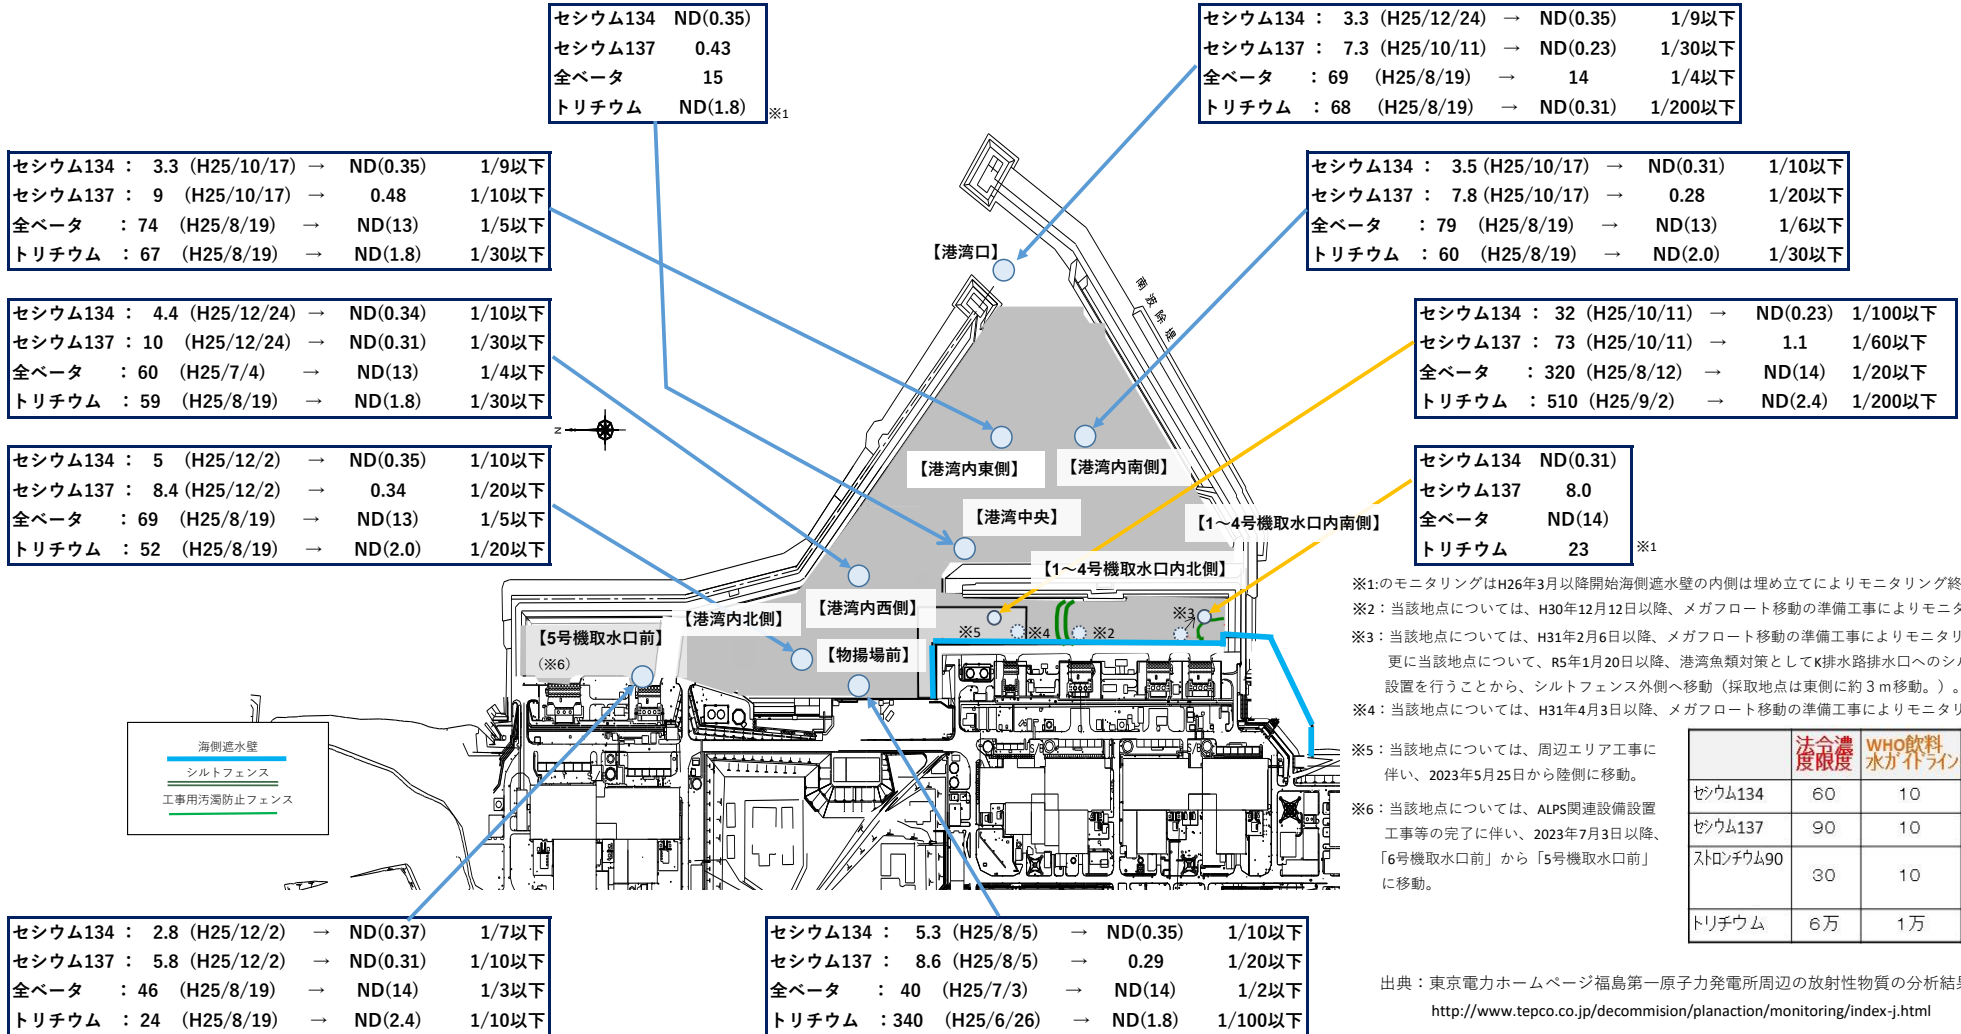 セシウム134 ND(0.35)
セシウム137 0.43
全ベータ 15
トリチウム ND(1.8) ※1
セシウム134： 3.3 (H25/12/24) → ND(0.35) 1/9以下
セシウム137： 7.3 (H25/10/11) → ND(0.23) 1/30以下
全ベータ ：69 (H25/8/19) → 14 1/4以下
トリチウム ：68 (H25/8/19) → ND(0.31) 1/200以下
セシウム134： 3.3 (H25/10/17) → ND(0.35) 1/9以下
セシウム137： 9 (H25/10/17) → 0.48 1/10以下
全ベータ ：74 (H25/8/19) → ND(13) 1/5以下
トリチウム ：67 (H25/8/19) → ND(1.8) 1/30以下
セシウム134： 3.5 (H25/10/17) → ND(0.31) 1/10以下
セシウム137： 7.8 (H25/10/17) → 0.28 1/20以下
全ベータ ：79 (H25/8/19) → ND(13) 1/6以下
トリチウム ：60 (H25/8/19) → ND(2.0) 1/30以下
セシウム134： 4.4 (H25/12/24) → ND(0.34) 1/10以下
セシウム137：10 (H25/12/24) → ND(0.31) 1/30以下
全ベータ ：60 (H25/7/4) → ND(13) 1/4以下
トリチウム ：59 (H25/8/19) → ND(1.8) 1/30以下
セシウム134：32 (H25/10/11) → ND(0.23) 1/100以下
セシウム137：73 (H25/10/11) → 1.1 1/60以下
全ベータ ：320 (H25/8/12) → ND(14) 1/20以下
トリチウム ：510 (H25/9/2) → ND(2.4) 1/200以下
セシウム134： 5 (H25/12/2) → ND(0.35) 1/10以下
セシウム137： 8.4 (H25/12/2) → 0.34 1/20以下
全ベータ ：69 (H25/8/19) → ND(13) 1/5以下
トリチウム ：52 (H25/8/19) → ND(2.0) 1/20以下
セシウム134 ND(0.31)
セシウム137 8.0
全ベータ ND(14)
トリチウム 23 ※1
【港湾口】
南波除堤
N
【港湾内東側】
【港湾内南側】
【港湾中央】
【1～4号機取水口内南側】
【1～4号機取水口内北側】
【港湾内西側】
【港湾内北側】
【5号機取水口前】
（※6）
【物揚場前】
※5
※4
※2
※3
S/B
S/B
海側遮水壁
シルトフェンス
工事用汚濁防止フェンス
※1:のモニタリングはH26年3月以降開始海側遮水壁の内側は埋め立てによりモニタリング終
※2：当該地点については、H30年12月12日以降、メガフロート移動の準備工事によりモニタ
※3：当該地点については、H31年2月6日以降、メガフロート移動の準備工事によりモニタリ
更に当該地点について、R5年1月20日以降、港湾魚類対策としてK排水路排水口へのシル
設置を行うことから、シルトフェンス外側へ移動（採取地点は東側に約３ｍ移動。）。
※4：当該地点については、H31年4月3日以降、メガフロート移動の準備工事によりモニタリ
※5：当該地点については、周辺エリア工事に
伴い、2023年5月25日から陸側に移動。
※6：当該地点については、ALPS関連設備設置
工事等の完了に伴い、2023年7月3日以降、
「6号機取水口前」から「5号機取水口前」
に移動。
法令濃度限度 WHO飲料水ガイドライン
セシウム134 60 10
セシウム137 90 10
ストロンチウム90 30 10
トリチウム 6万 1万
セシウム134： 2.8 (H25/12/2) → ND(0.37) 1/7以下
セシウム137： 5.8 (H25/12/2) → ND(0.31) 1/10以下
全ベータ ：46 (H25/8/19) → ND(14) 1/3以下
トリチウム ：24 (H25/8/19) → ND(2.4) 1/10以下
セシウム134： 5.3 (H25/8/5) → ND(0.35) 1/10以下
セシウム137： 8.6 (H25/8/5) → 0.29 1/20以下
全ベータ ：40 (H25/7/3) → ND(14) 1/2以下
トリチウム ：340 (H25/6/26) → ND(1.8) 1/100以下
出典：東京電力ホームページ福島第一原子力発電所周辺の放射性物質の分析結果
http://www.tepco.co.jp/decommision/planaction/monitoring/index-j.html